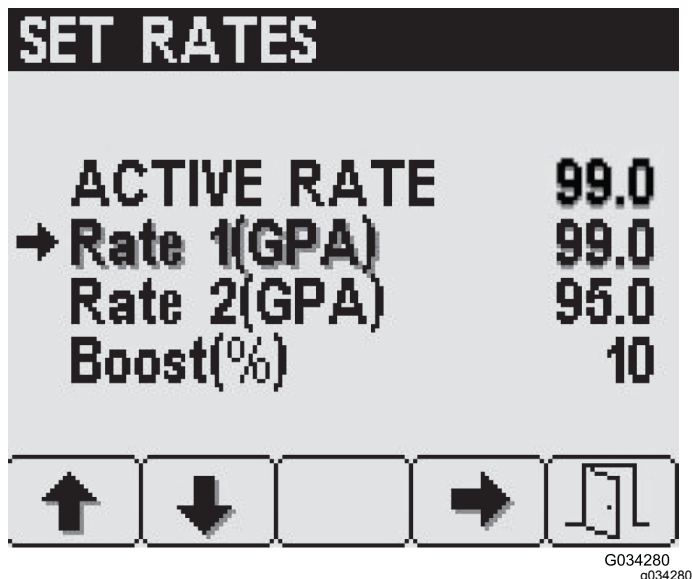 SET RATES
ACTIVE RATE 99.0
Rate 1(GPA) 99.0
Rate 2(GPA) 95.0
Boost(%) 10
G034280
g034280